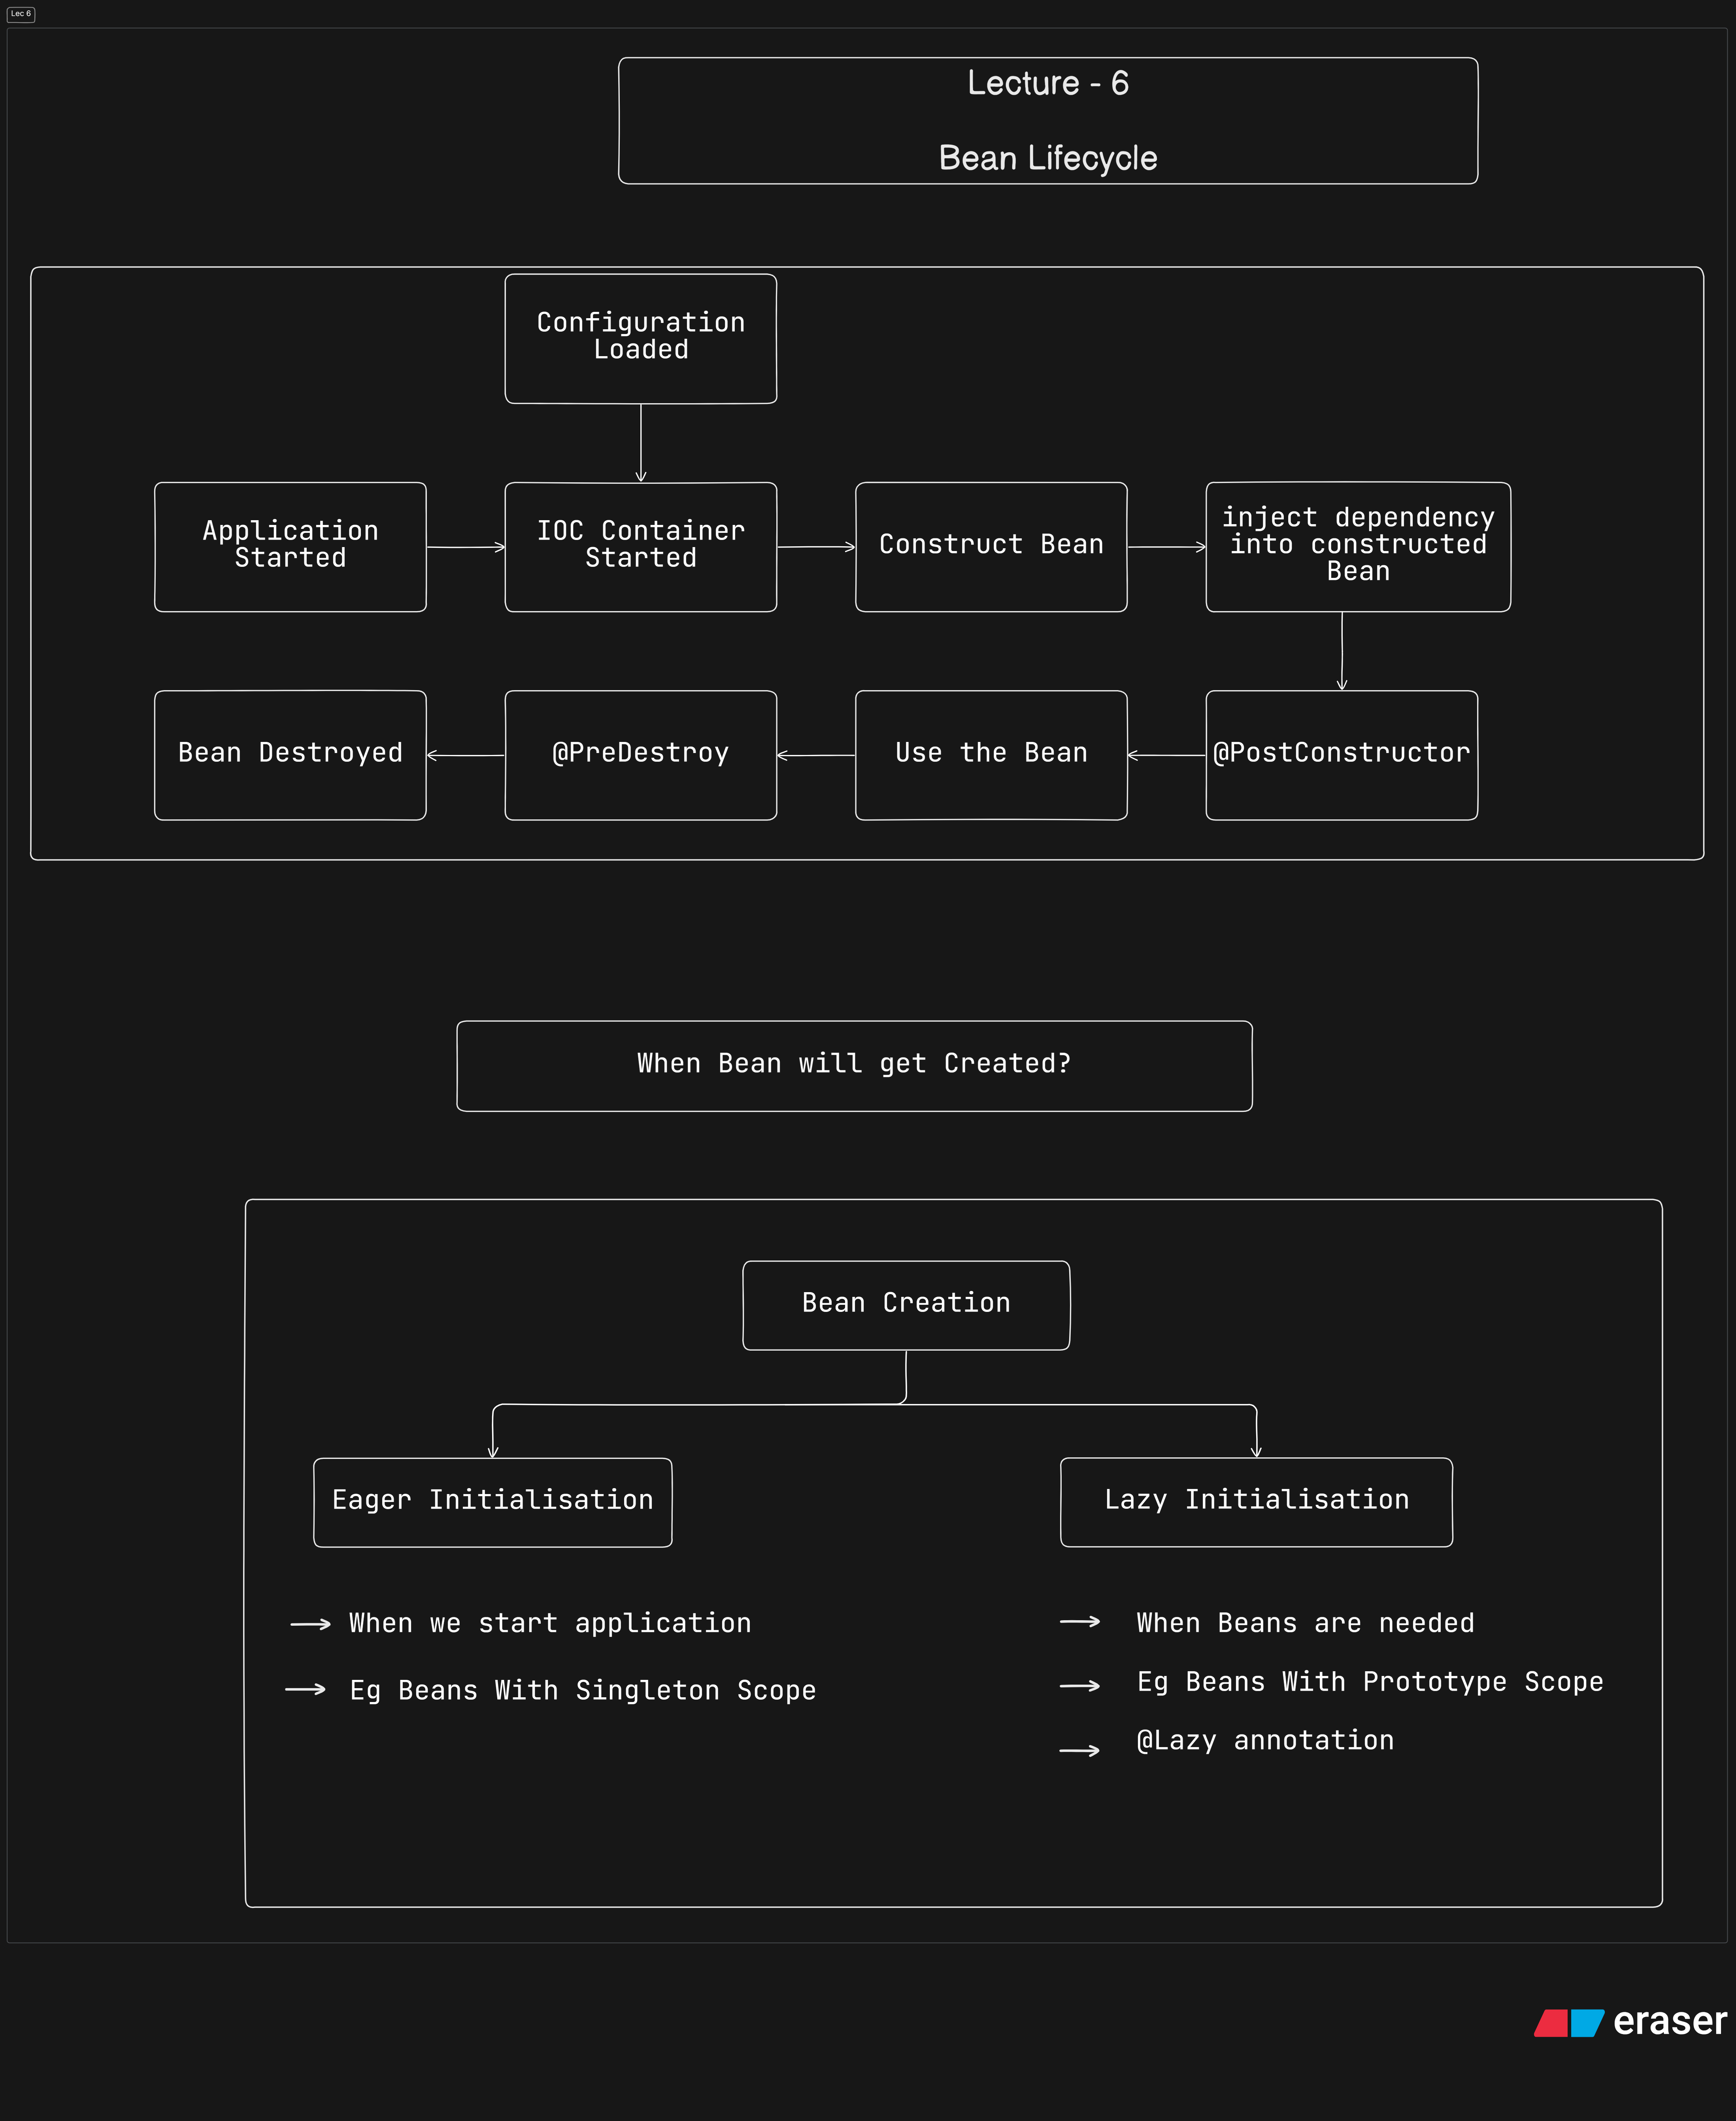 Lec 6
Lecture - 6
Bean Lifecycle
Configuration
Loaded
Application
Started
IOC Container
Started
Construct Bean
inject dependency
into constructed
Bean
Bean Destroyed
@PreDestroy
Use the Bean
@PostConstructor
When Bean will get Created?
Bean Creation
Eager Initialisation
Lazy Initialisation
When we start application
Eg Beans With Singleton Scope
When Beans are needed
Eg Beans With Prototype Scope
@Lazy annotation
eraser